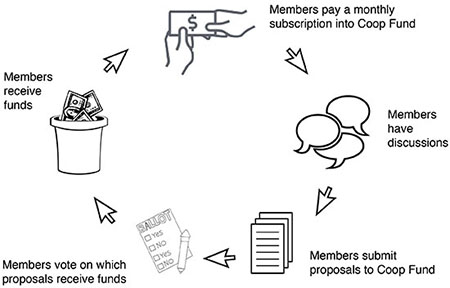 Members pay a monthly
subscription into Coop Fund
$
Members
have
discussions
Members submit
proposals to Coop Fund
BALLOT
YES
NO
YES
NO
Members vote on which
proposals receive funds
Members
receive
funds